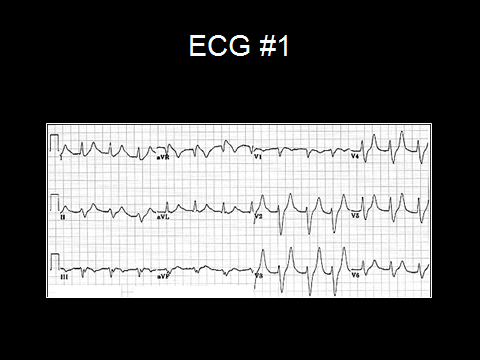 ECG #1
I aVR V1 V4
II aVL V2 V5
III aVF V3 V6